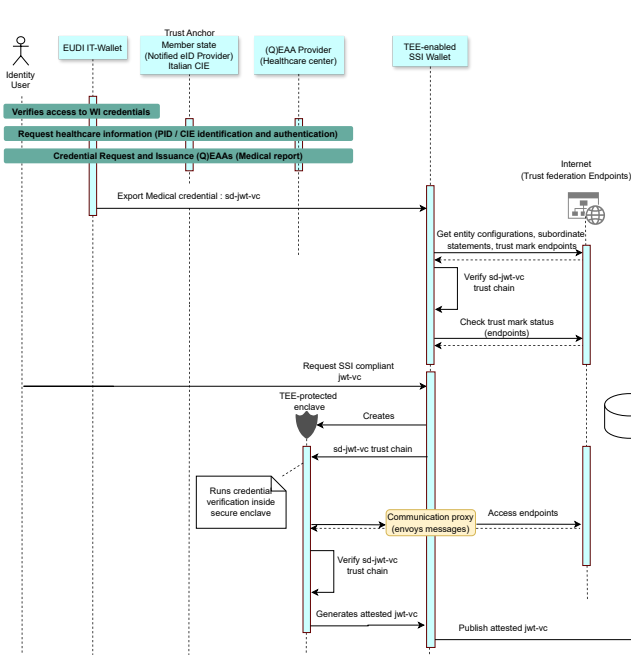 Identity
User
EUDI IT-Wallet
Trust Anchor
Member state
(Notified eID Provider)
Italian CIE
(Q)EAA Provider
(Healthcare center)
TEE-enabled
SSI Wallet
Verifies access to WI credentials
Request healthcare information (PID / CIE identification and authentication)
Credential Request and Issuance (Q)EAAs (Medical report)
Internet
(Trust federation Endpoints)
Export Medical credential : sd-jwt-vc
Get entity configurations, subordinate
statements, trust mark endpoints
Verify sd-jwt-vc
trust chain
Check trust mark status
(endpoints)
Request SSI compliant
jwt-vc
TEE-protected
enclave
Creates
sd-jwt-vc trust chain
Runs credential
verification inside
secure enclave
Communication proxy
(envoys messages)
Access endpoints
Verify sd-jwt-vc
trust chain
Generates attested jwt-vc
Publish attested jwt-vc